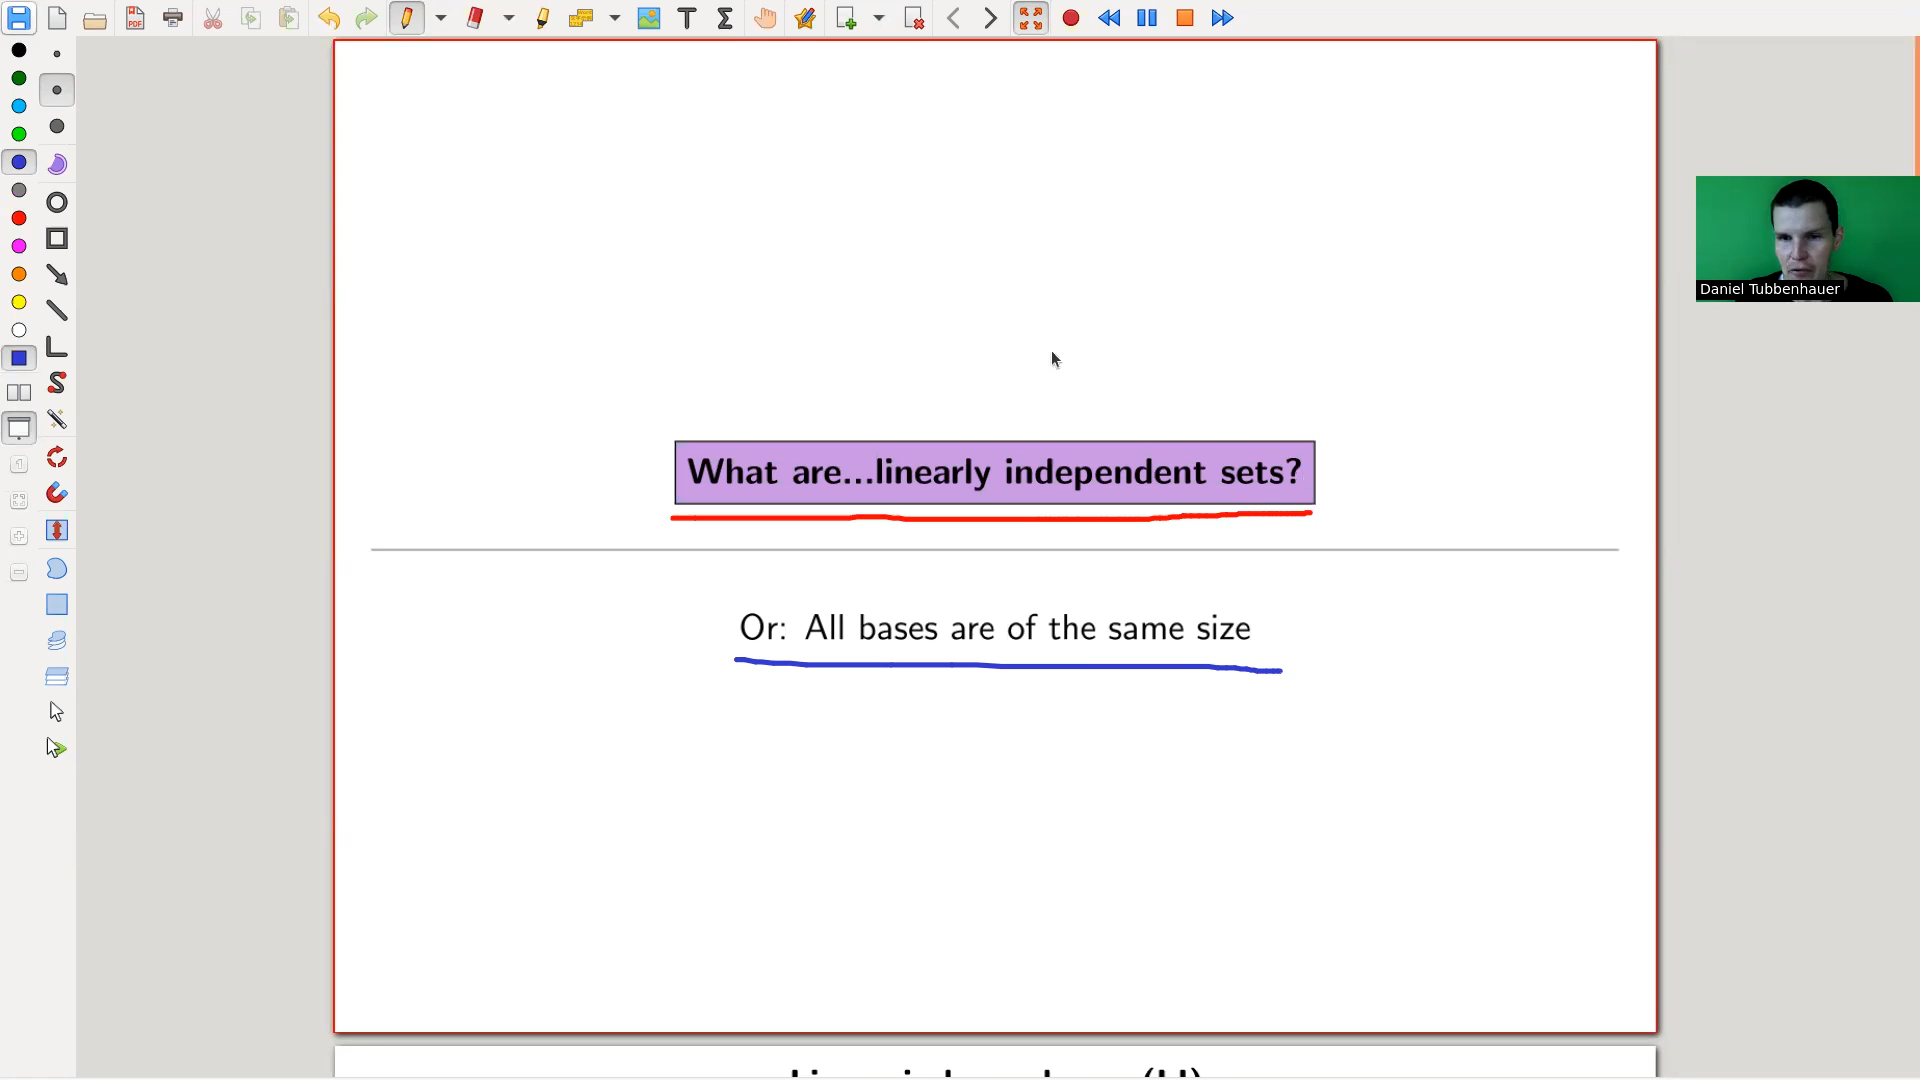 What are...linearly independent sets?
Or: All bases are of the same size
Daniel Tubbenhauer